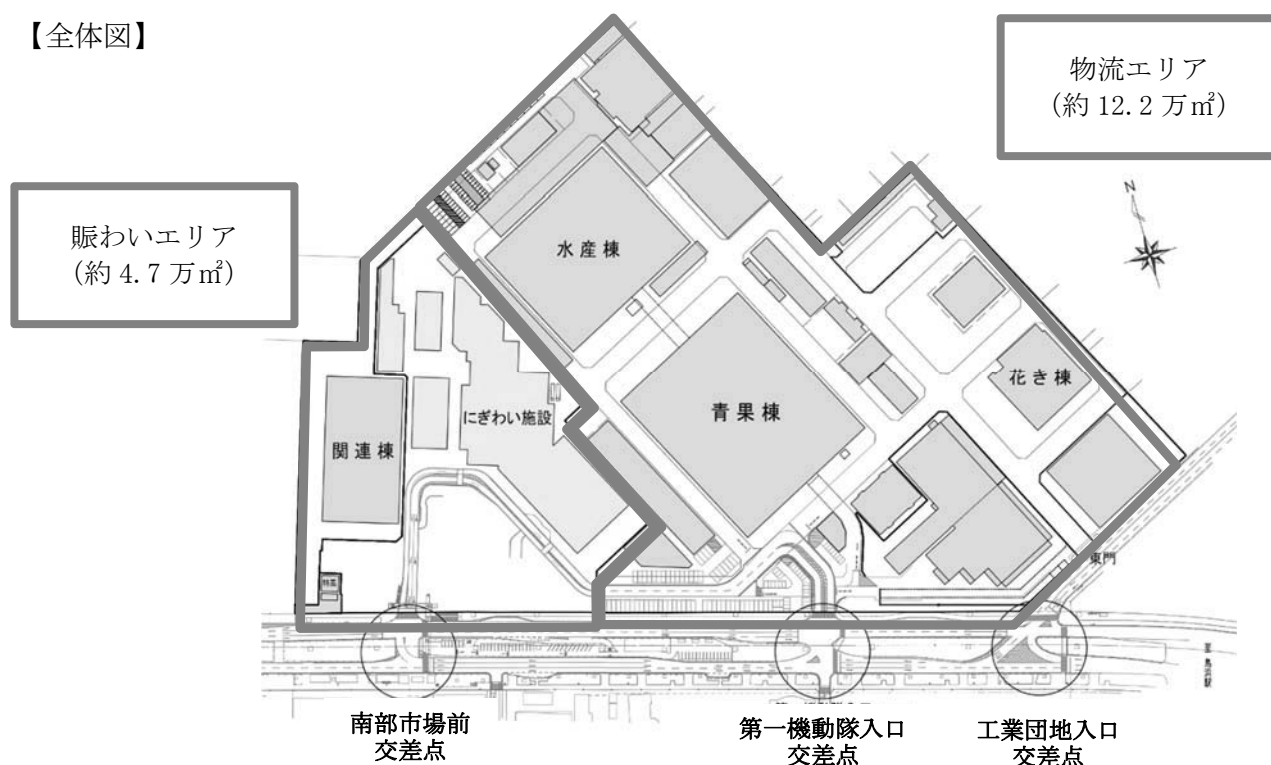 【全体図】
物流エリア
(約 12.2 万㎡)
賑わいエリア
(約 4.7 万㎡)
N
水産棟
花き棟
青果棟
にぎわい施設
関連棟
東門
南部市場前
交差点
第一機動隊入口
交差点
工業団地入口
交差点